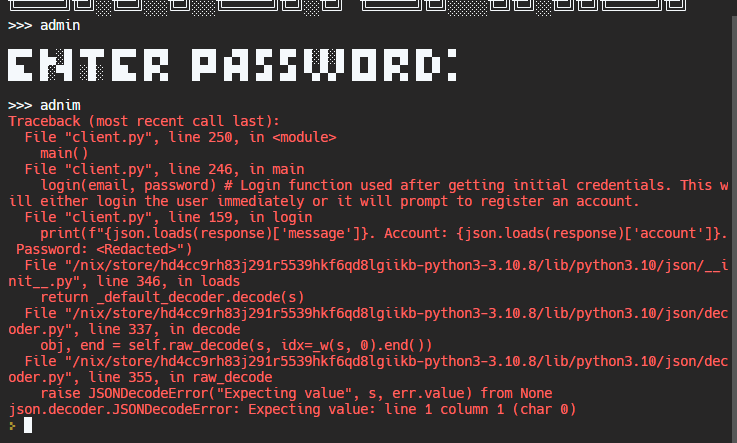 >>> admin
ENTER PASSWORD:
>>> adnim
Traceback (most recent call last):
  File "client.py", line 250, in <module>
    main()
  File "client.py", line 246, in main
    login(email, password) # Login function used after getting initial credentials. This w
ill either login the user immediately or it will prompt to register an account.
  File "client.py", line 159, in login
    print(f"{json.loads(response)['message']}. Account: {json.loads(response)['account']}.
 Password: <Redacted>")
  File "/nix/store/hd4cc9rh83j291r5539hkf6qd8lgiikb-python3-3.10.8/lib/python3.10/json/__i
nit__.py", line 346, in loads
    return _default_decoder.decode(s)
  File "/nix/store/hd4cc9rh83j291r5539hkf6qd8lgiikb-python3-3.10.8/lib/python3.10/json/dec
oder.py", line 337, in decode
    obj, end = self.raw_decode(s, idx=_w(s, 0).end())
  File "/nix/store/hd4cc9rh83j291r5539hkf6qd8lgiikb-python3-3.10.8/lib/python3.10/json/dec
oder.py", line 355, in raw_decode
    raise JSONDecodeError("Expecting value", s, err.value) from None
json.decoder.JSONDecodeError: Expecting value: line 1 column 1 (char 0)